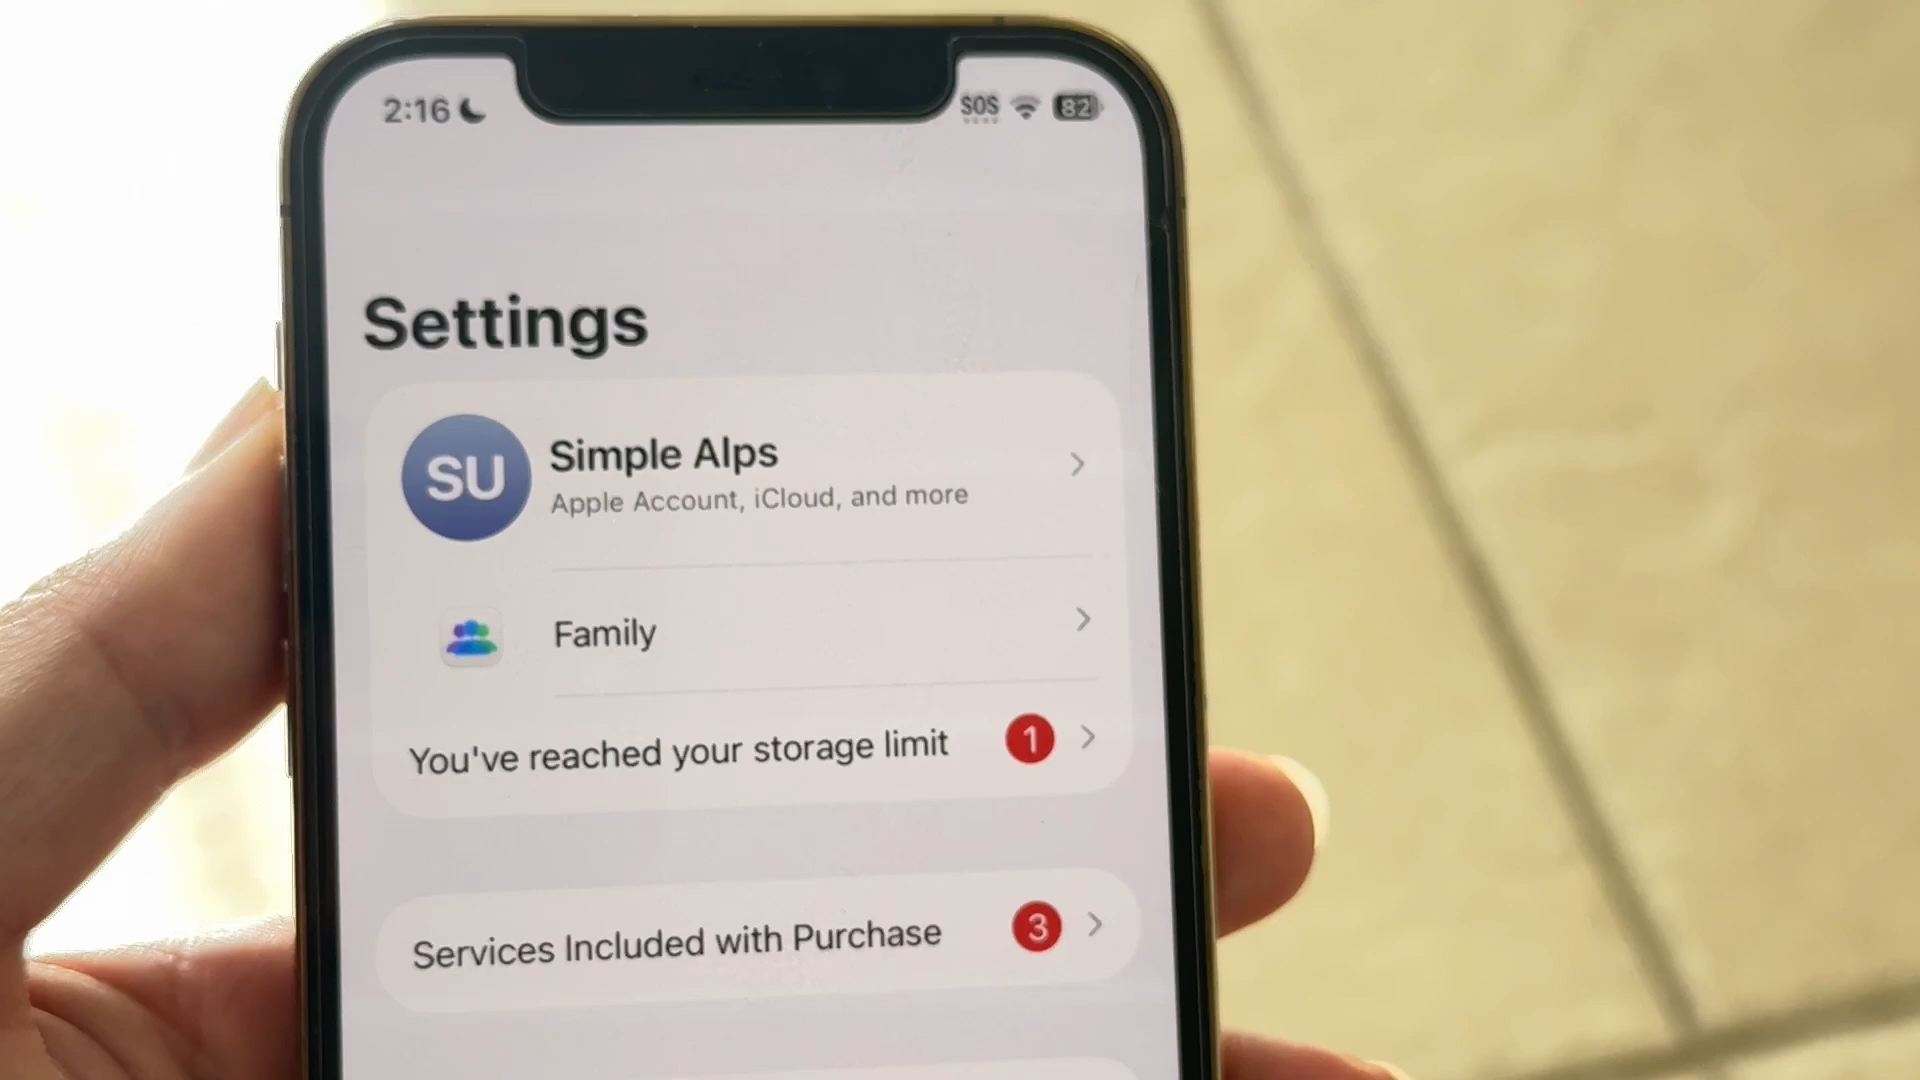 2:16
SOS
82
Settings
SU
Simple Alps
Apple Account, iCloud, and more
Family
You've reached your storage limit
1
Services Included with Purchase
3